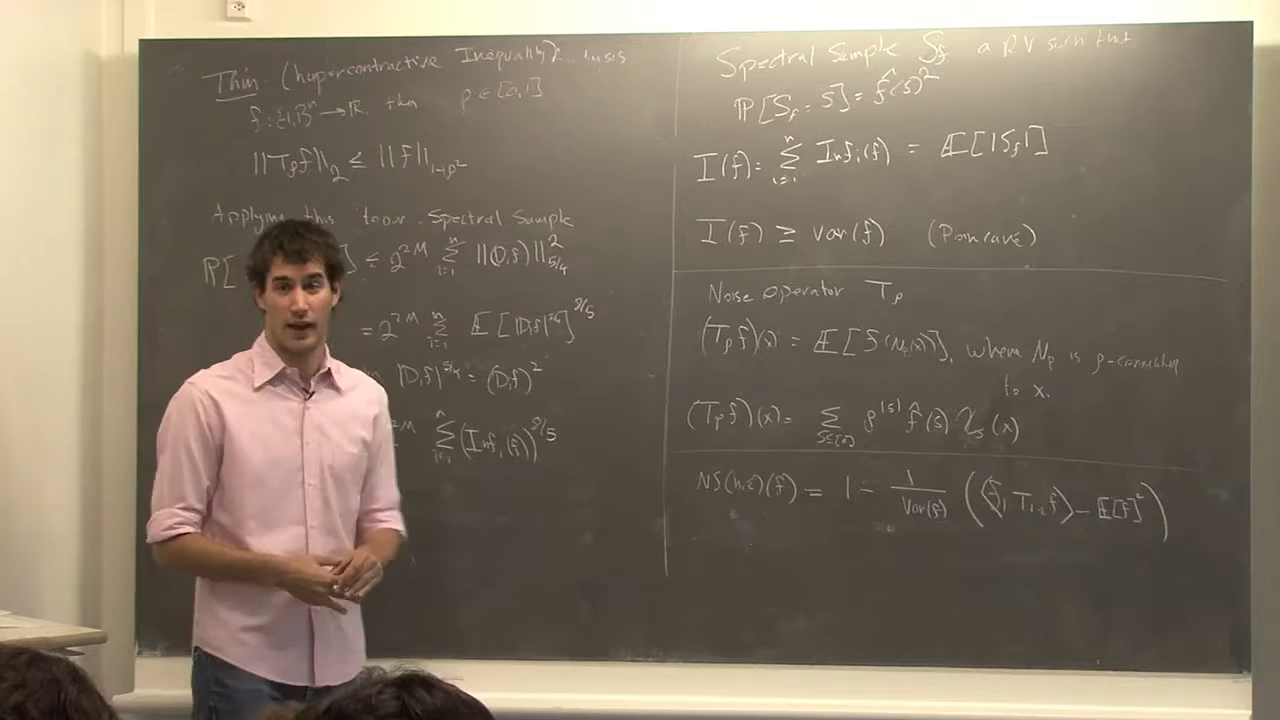 Thm. (Hypercontractive Inequality)
f: {-1,1}^n → ℝ. then ρ ∈ [0,1]
||T_ρ f||_2 ≤ ||f||_{1+ρ^2}
Applying this to our Spectral Sample
ℙ[ ] ≤ 2^{2M} Σ_{i=1}^n ||D_i f||^2_{5/4}
= 2^{2M} Σ_{i=1}^n 𝔼[|D_i f|^{5/4}]^{8/5}
|D_i f|^{5/4} = (D_i f)^2
Σ_{i=1}^n (Inf_i(f))^{8/5}
Spectral Sample S_f a RV such that
ℙ[S_f = S] = f̂(S)^2
I(f) = Σ_{i=1}^n Inf_i(f) = 𝔼[|S_f|]
I(f) ≥ var(f) (Poincaré)
Noise operator T_ρ
(T_ρ f)(x) = 𝔼[f(N_ρ(x))], where N_ρ is ρ-correlated
to x.
(T_ρ f)(x) = Σ_{S⊆[n]} ρ^{|S|} f̂(S) χ_S(x)
NS(n,ε)(f) = 1 - 1/Var(f) (⟨f, T_{1-ε} f⟩ - 𝔼[f]^2)